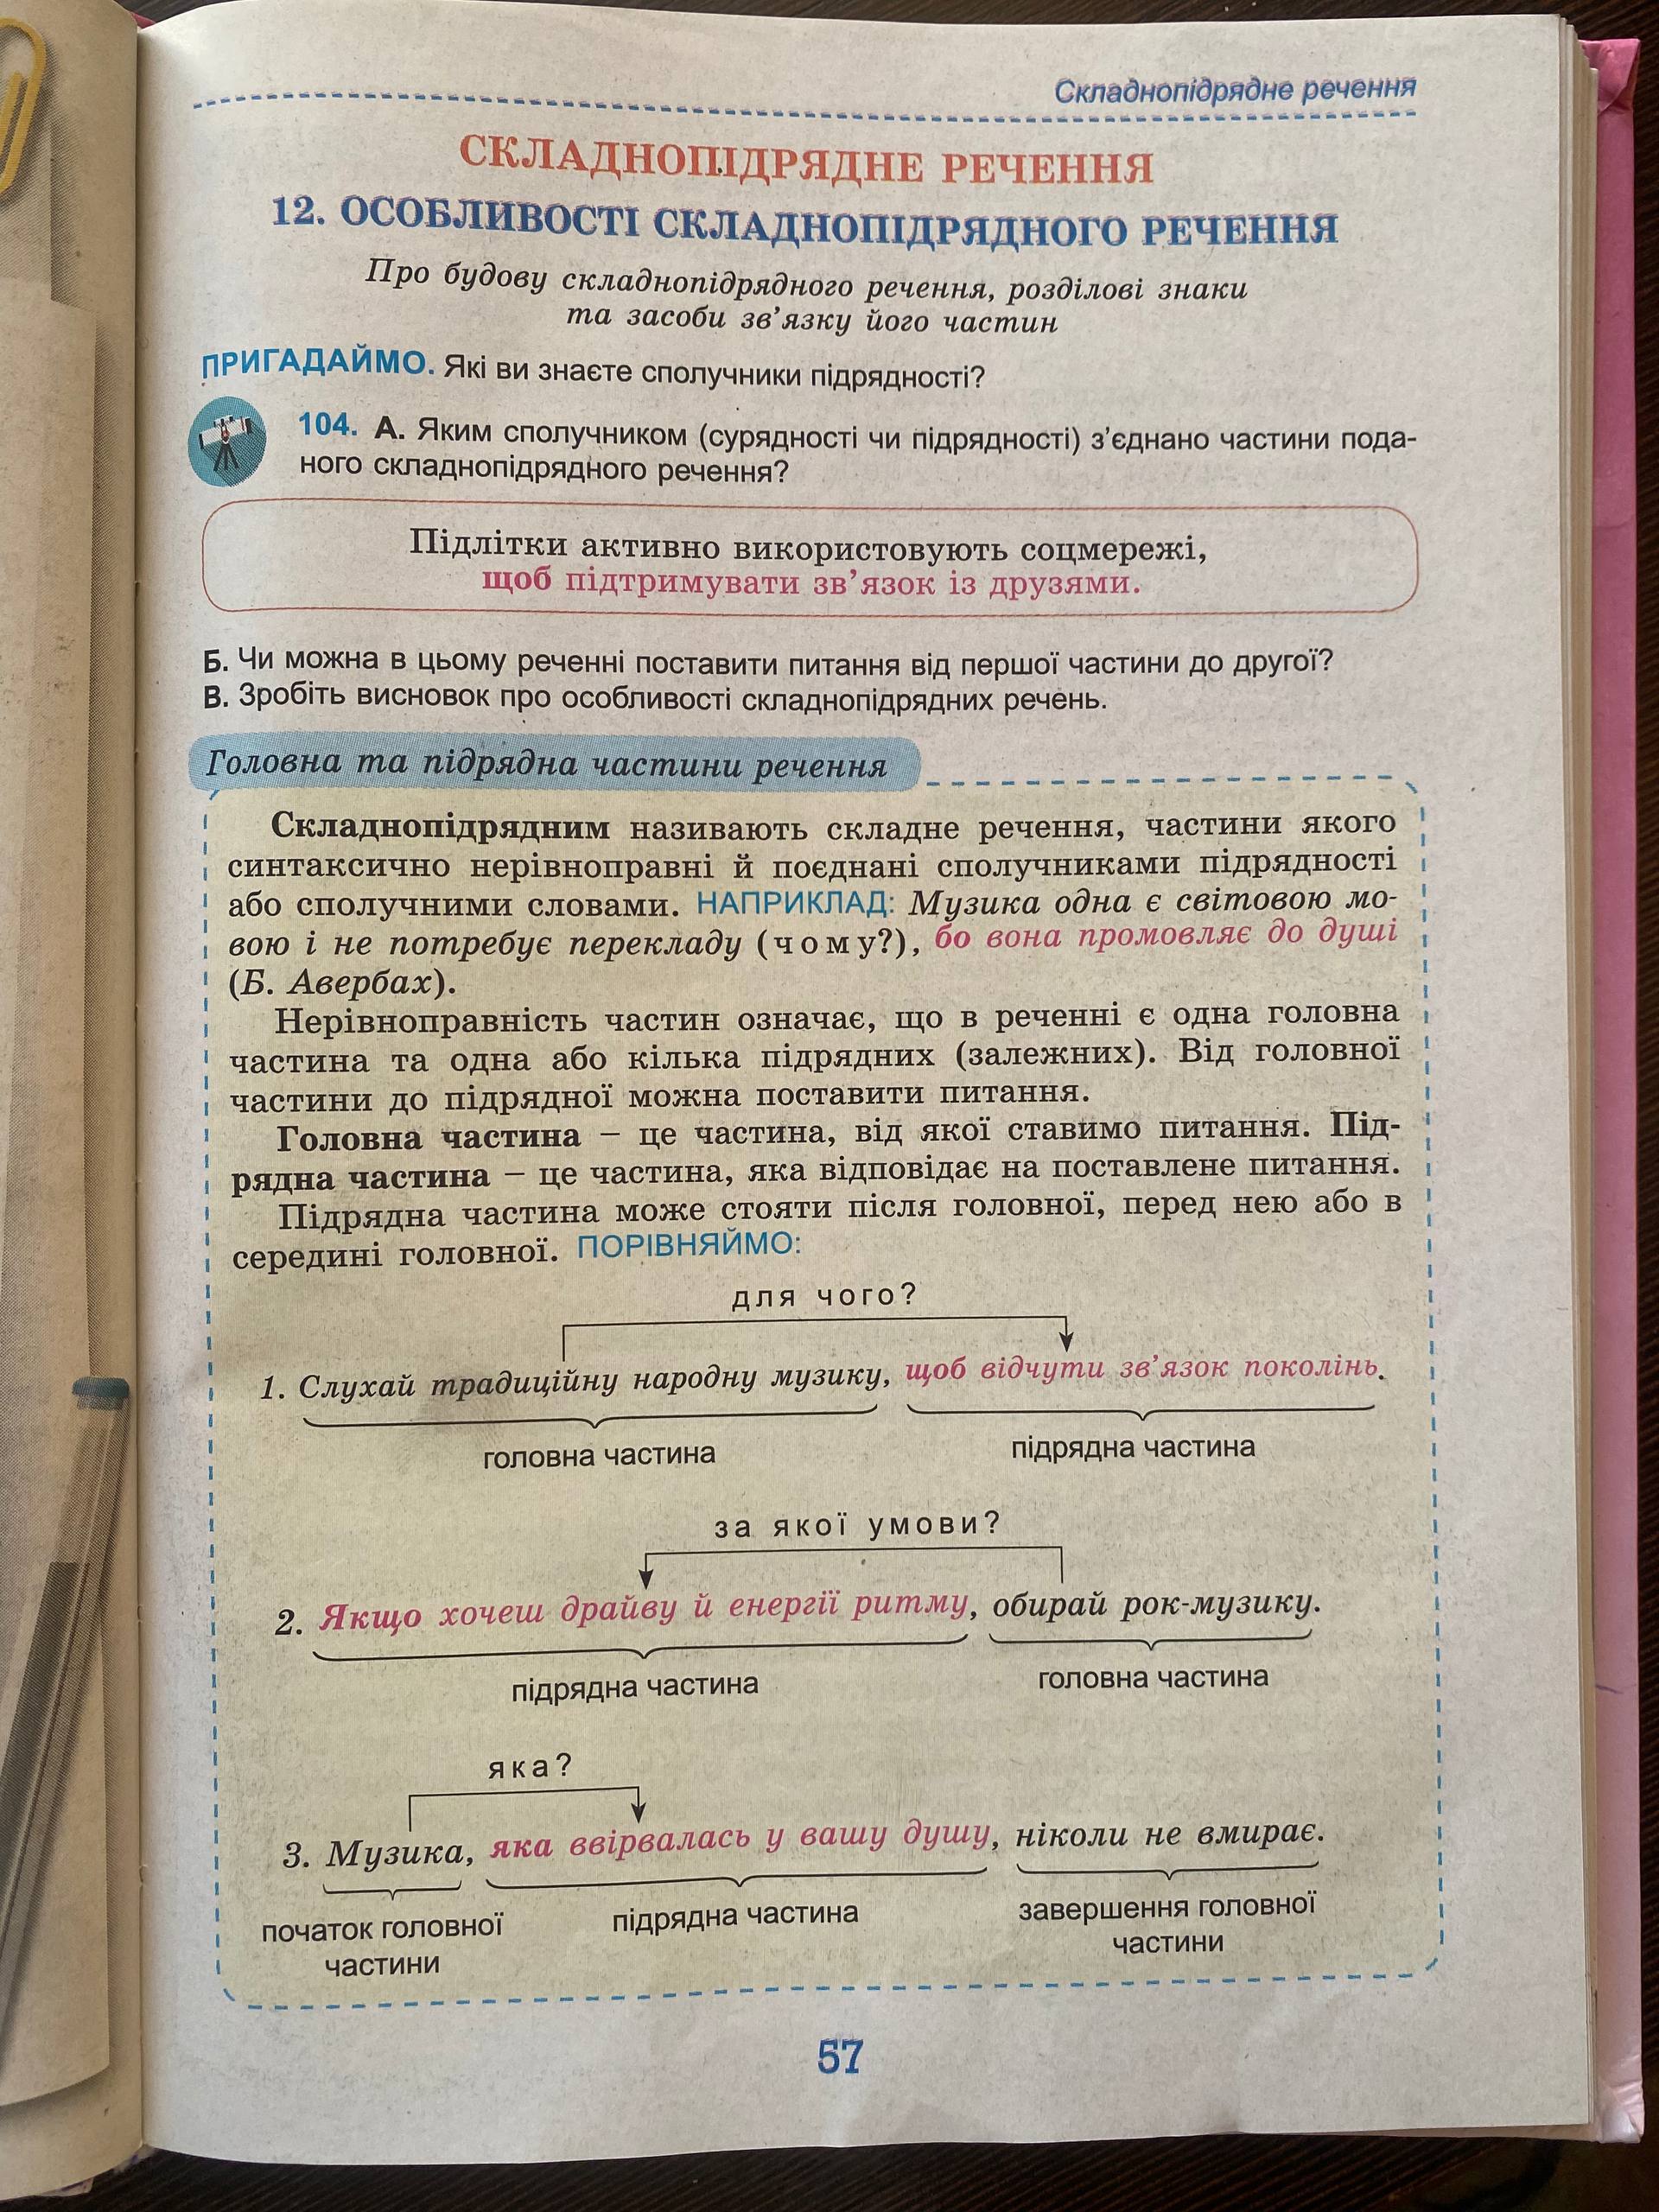 Складнопідрядне речення
СКЛАДНОПІДРЯДНЕ РЕЧЕННЯ
12. ОСОБЛИВОСТІ СКЛАДНОПІДРЯДНОГО РЕЧЕННЯ
Про будову складнопідрядного речення, розділові знаки
та засоби зв’язку його частин
ПРИГАДАЙМО. Які ви знаєте сполучники підрядності?
104. А. Яким сполучником (сурядності чи підрядності) з’єднано частини пода-
ного складнопідрядного речення?
Підлітки активно використовують соцмережі,
щоб підтримувати зв’язок із друзями.
Б. Чи можна в цьому реченні поставити питання від першої частини до другої?
В. Зробіть висновок про особливості складнопідрядних речень.
Головна та підрядна частини речення
Складнопідрядним називають складне речення, частини якого
синтаксично нерівноправні й поєднані сполучниками підрядності
або сполучними словами. НАПРИКЛАД: Музика одна є світовою мо-
вою і не потребує перекладу (чому?), бо вона промовляє до душі
(Б. Авербах).
Нерівноправність частин означає, що в реченні є одна головна
частина та одна або кілька підрядних (залежних). Від головної
частини до підрядної можна поставити питання.
Головна частина – це частина, від якої ставимо питання. Під-
рядна частина – це частина, яка відповідає на поставлене питання.
Підрядна частина може стояти після головної, перед нею або в
середині головної. ПОРІВНЯЙМО:
для чого?
1. Слухай традиційну народну музику, щоб відчути зв’язок поколінь.
головна частина підрядна частина
за якої умови?
2. Якщо хочеш драйву й енергії ритму, обирай рок-музику.
підрядна частина головна частина
яка?
3. Музика, яка ввірвалась у вашу душу, ніколи не вмирає.
початок головної підрядна частина завершення головної
частини частини
57